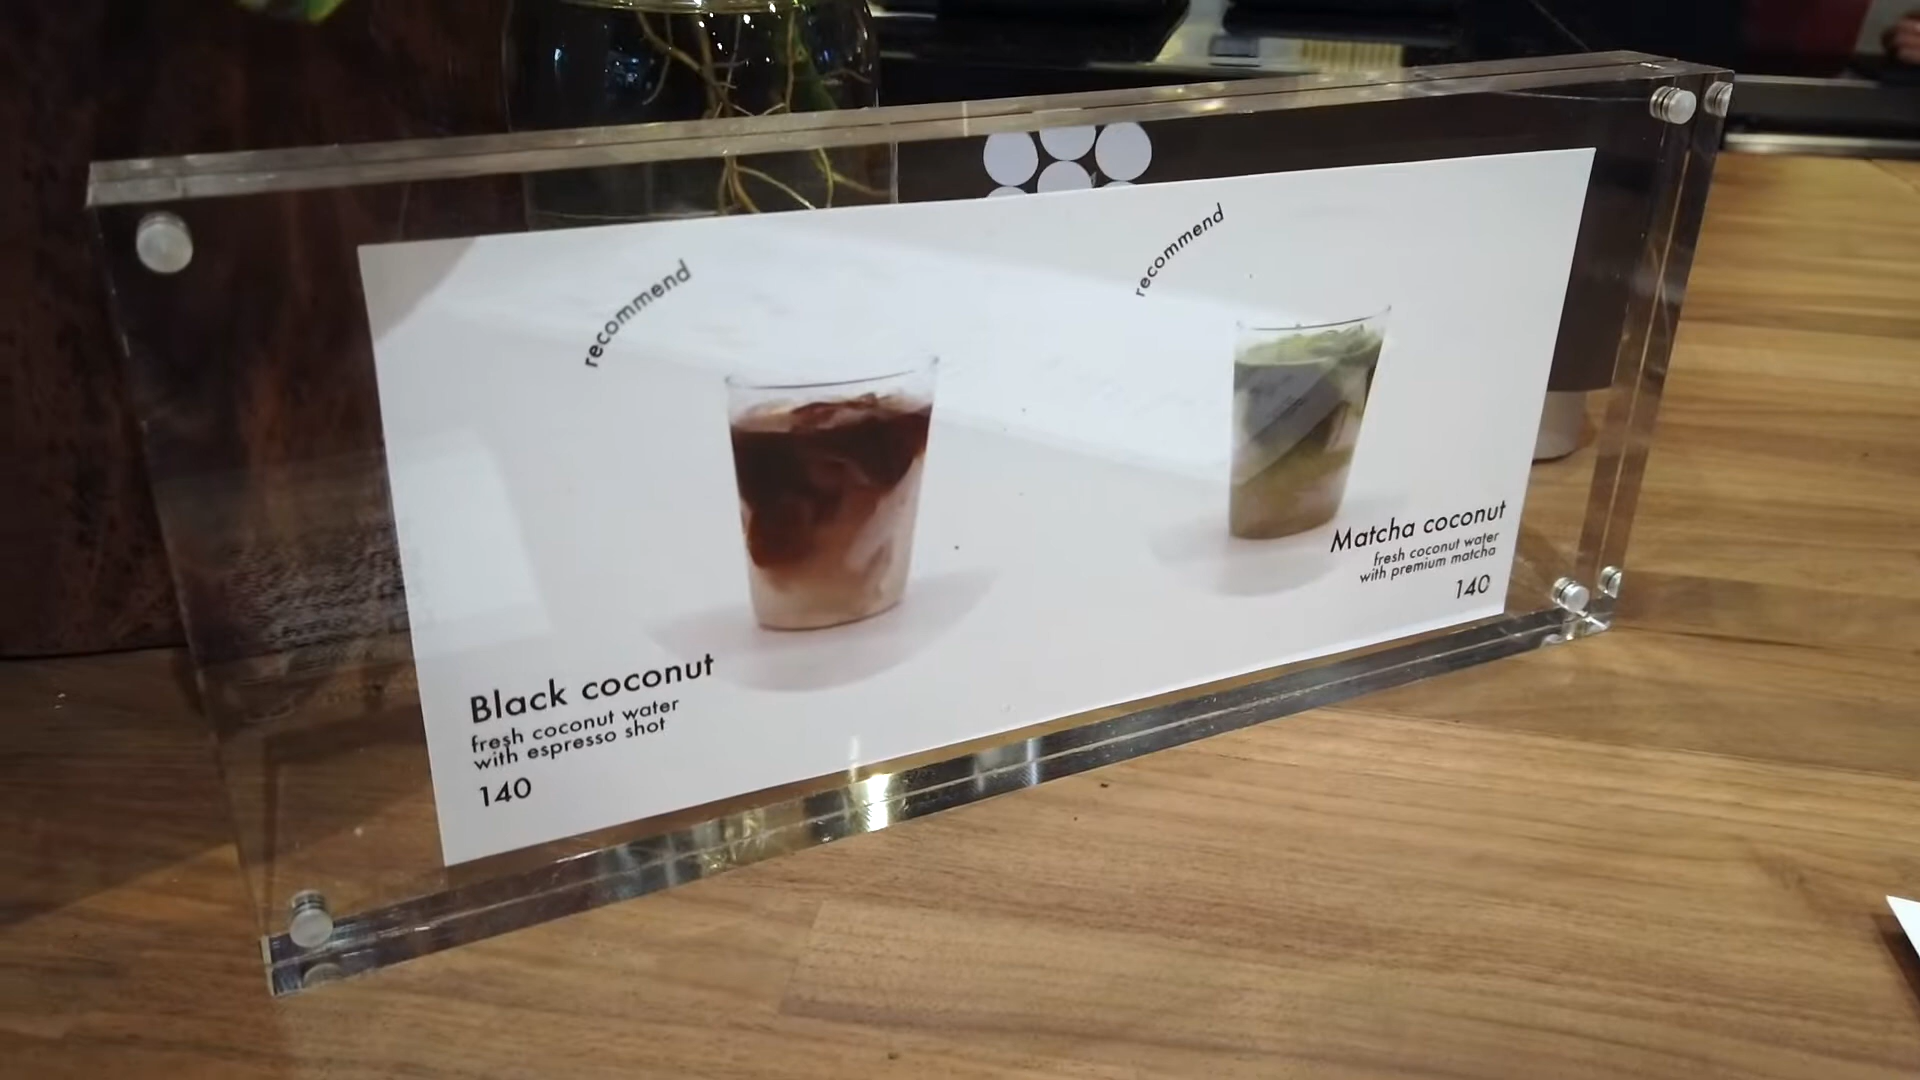 recommend
Black coconut
fresh coconut water
with espresso shot
140
recommend
Matcha coconut
fresh coconut water
with premium matcha
140